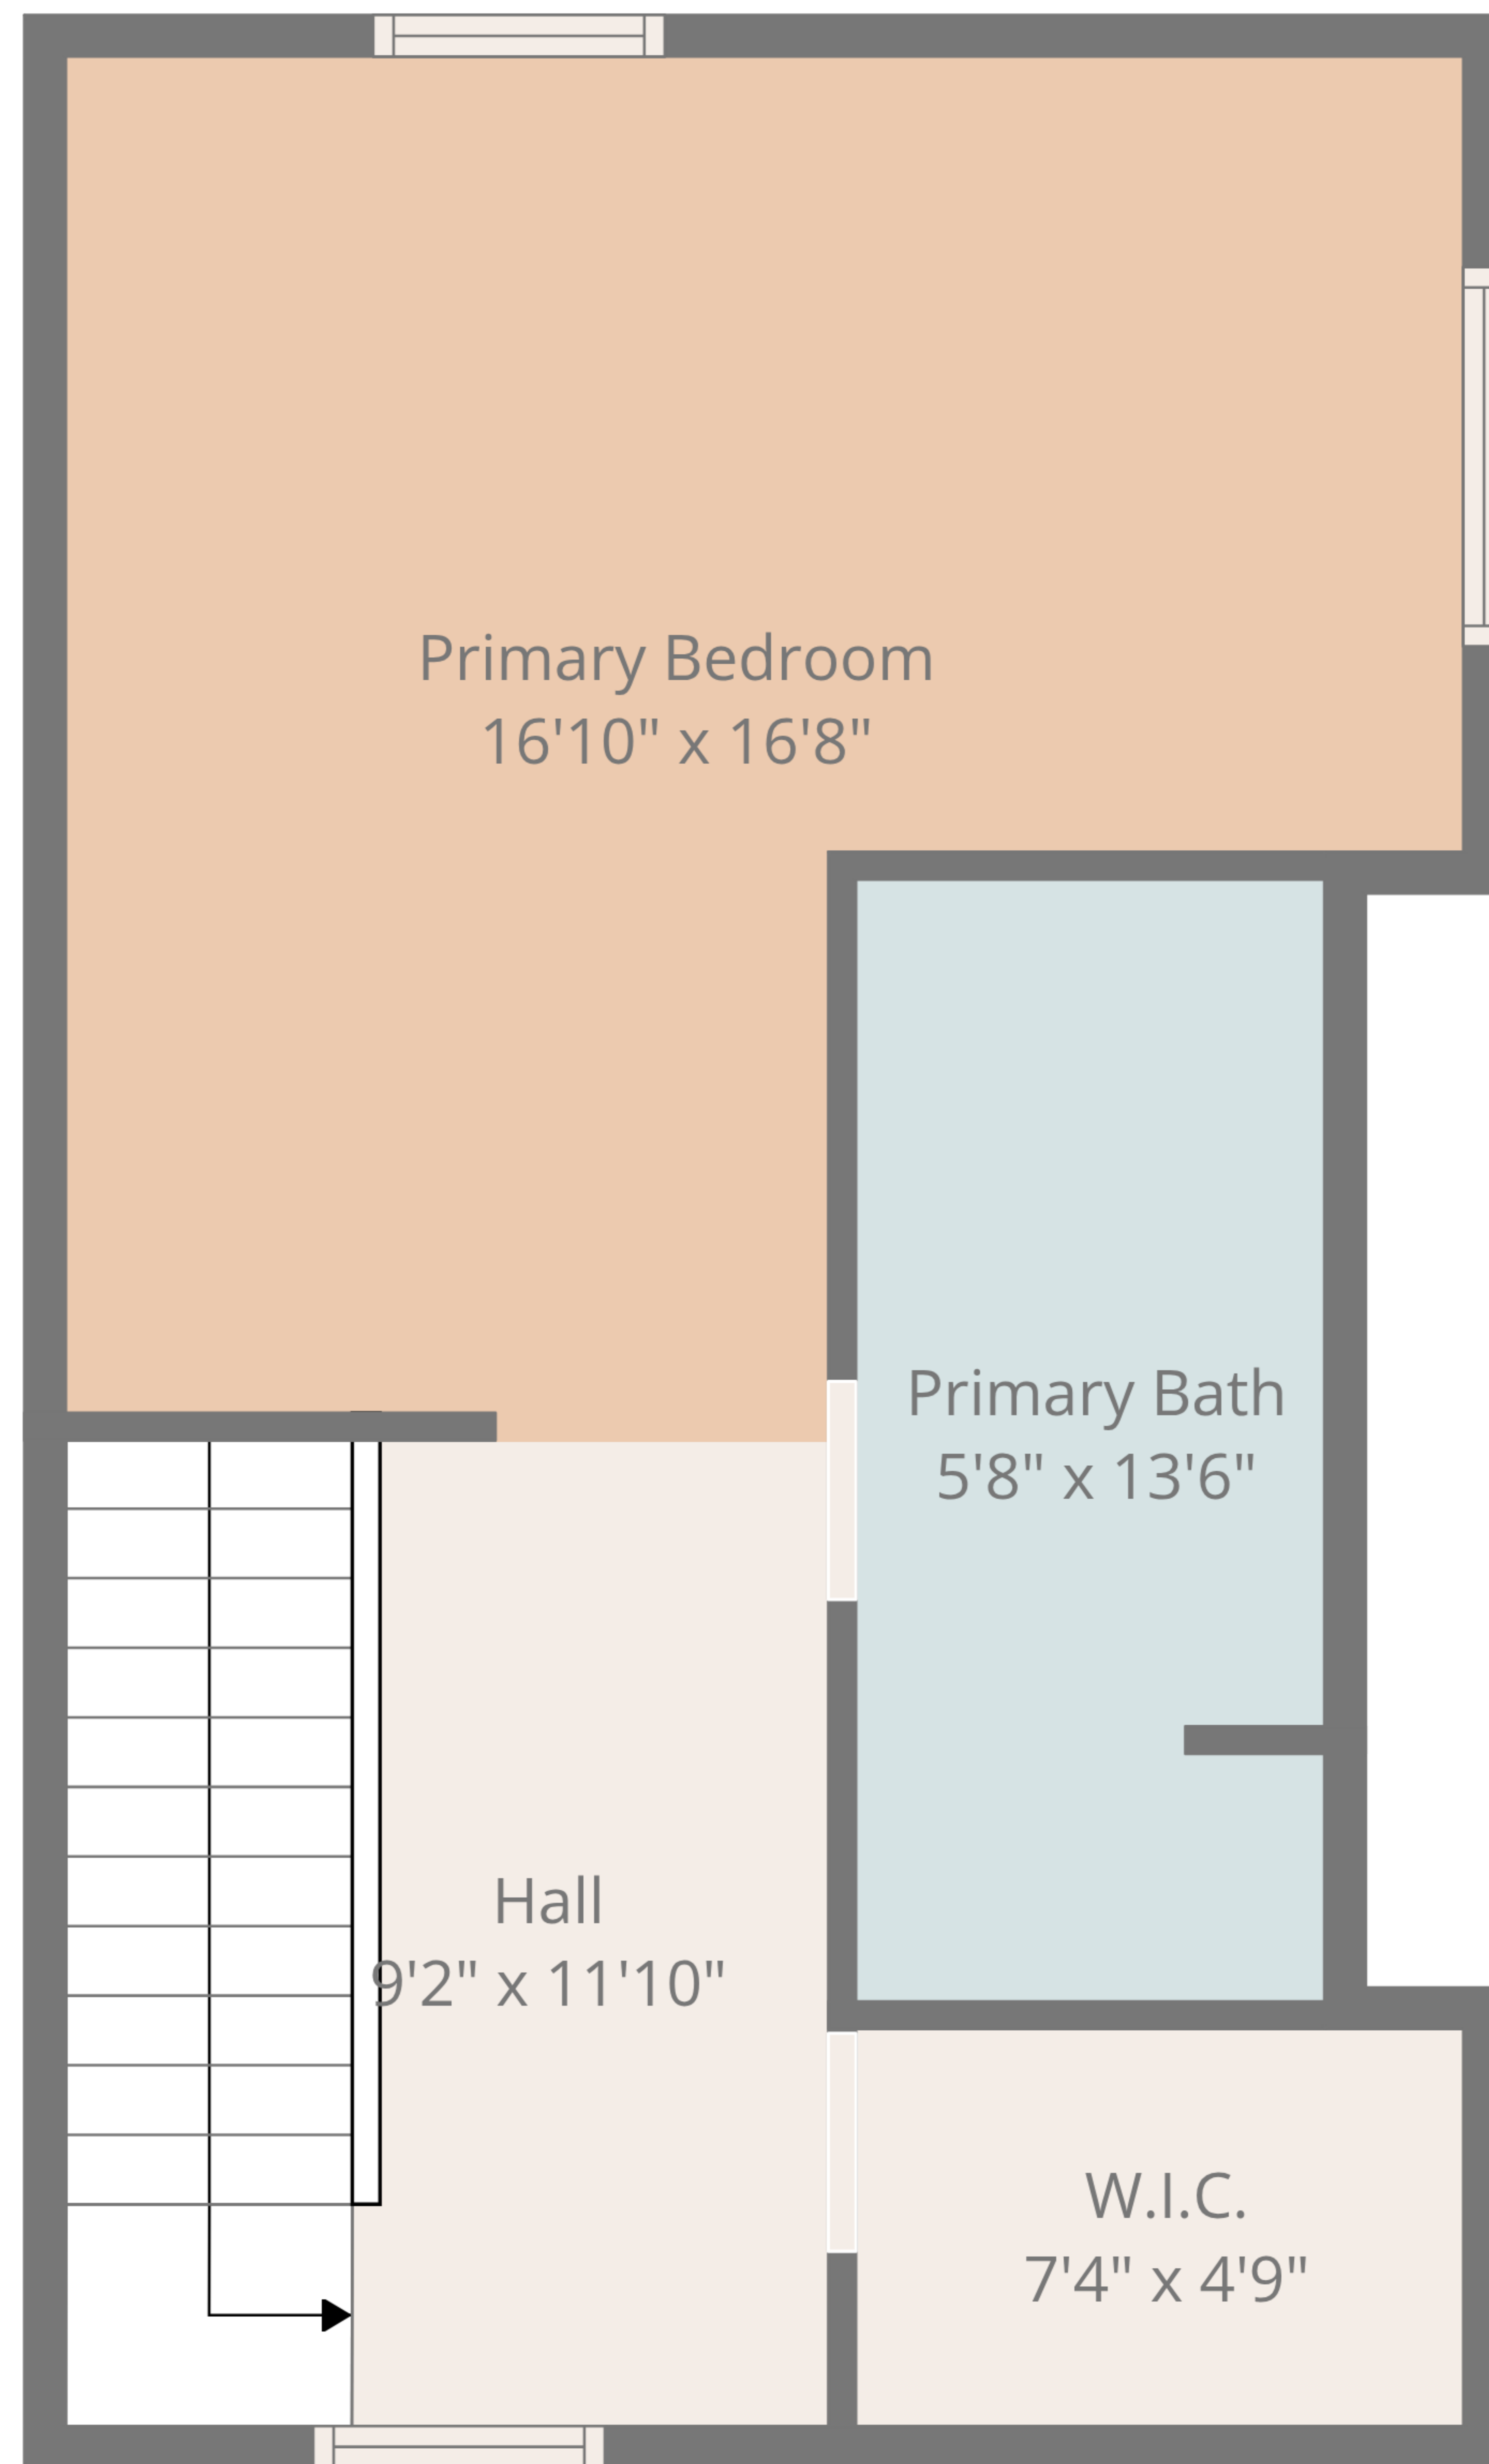 Primary Bedroom
16'10" x 16'8"
Primary Bath
5'8" x 13'6"
Hall
9'2" x 11'10"
W.I.C.
7'4" x 4'9"